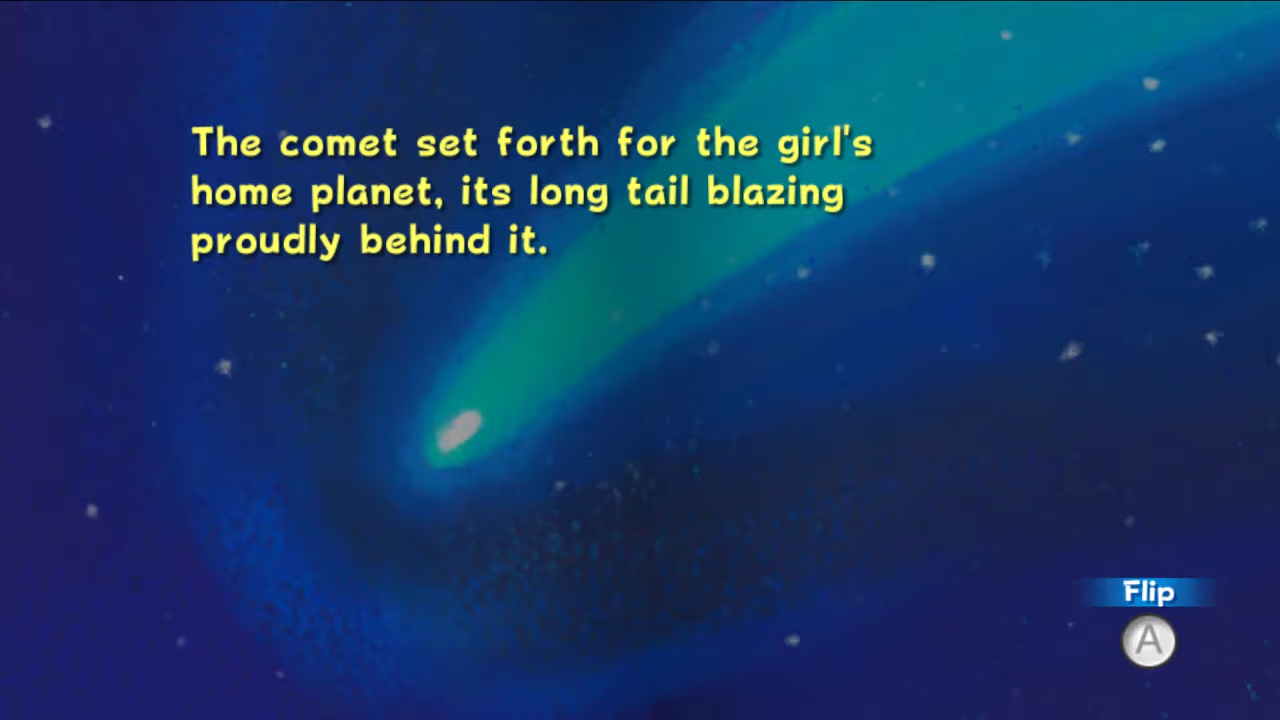 The comet set forth for the girl's
home planet, its long tail blazing
proudly behind it.
Flip
A